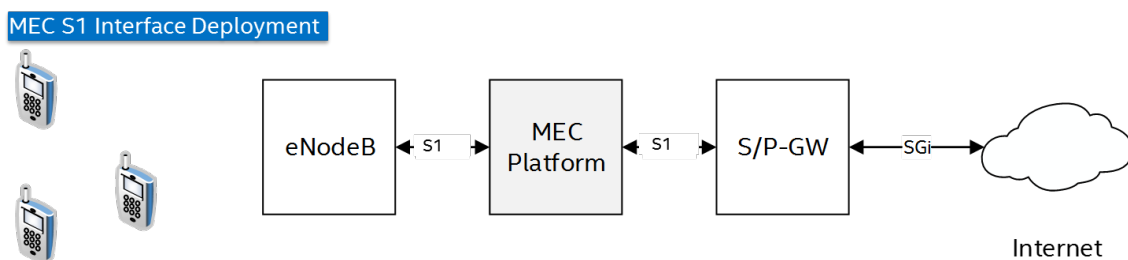 MEC S1 Interface Deployment
eNodeB
S1
MEC
Platform
S1
S/P-GW
SGi
Internet